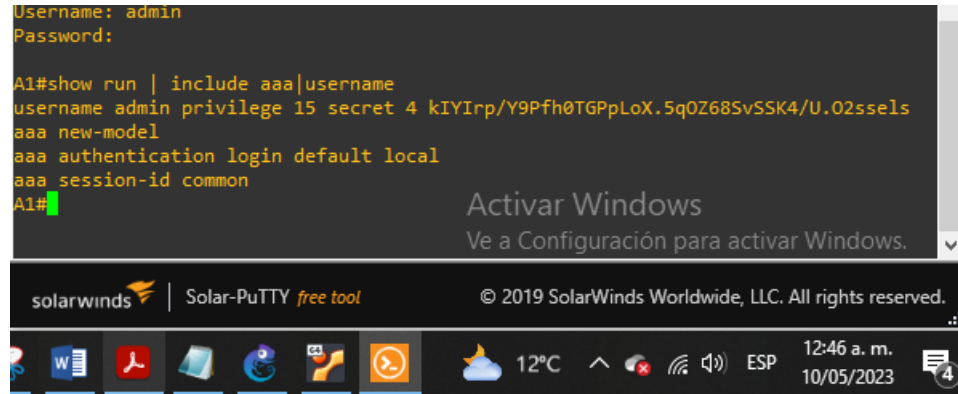 Username: admin
Password:
A1#show run | include aaa|username
username admin privilege 15 secret 4 kIYIrp/Y9Pfh0TGPpLoX.5qOZ68SvSSK4/U.O2ssels
aaa new-model
aaa authentication login default local
aaa session-id common
A1#
Activar Windows
Ve a Configuración para activar Windows.
solarwinds | Solar-PuTTY free tool © 2019 SolarWinds Worldwide, LLC. All rights reserved.
12°C ESP 12:46 a. m.
10/05/2023 4